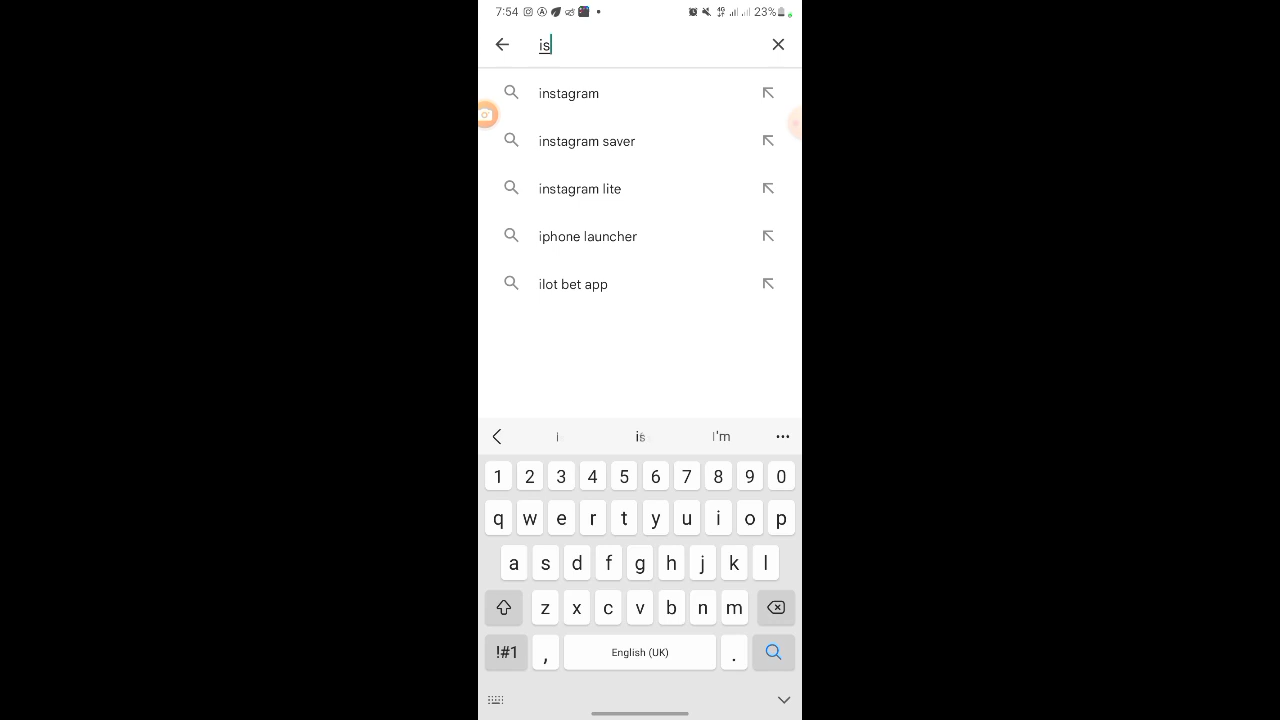 7:54 23%
is
instagram
instagram saver
instagram lite
iphone launcher
ilot bet app
i is I'm •••
1 2 3 4 5 6 7 8 9 0
q w e r t y u i o p
a s d f g h j k l
z x c v b n m
!#1 , English (UK) .